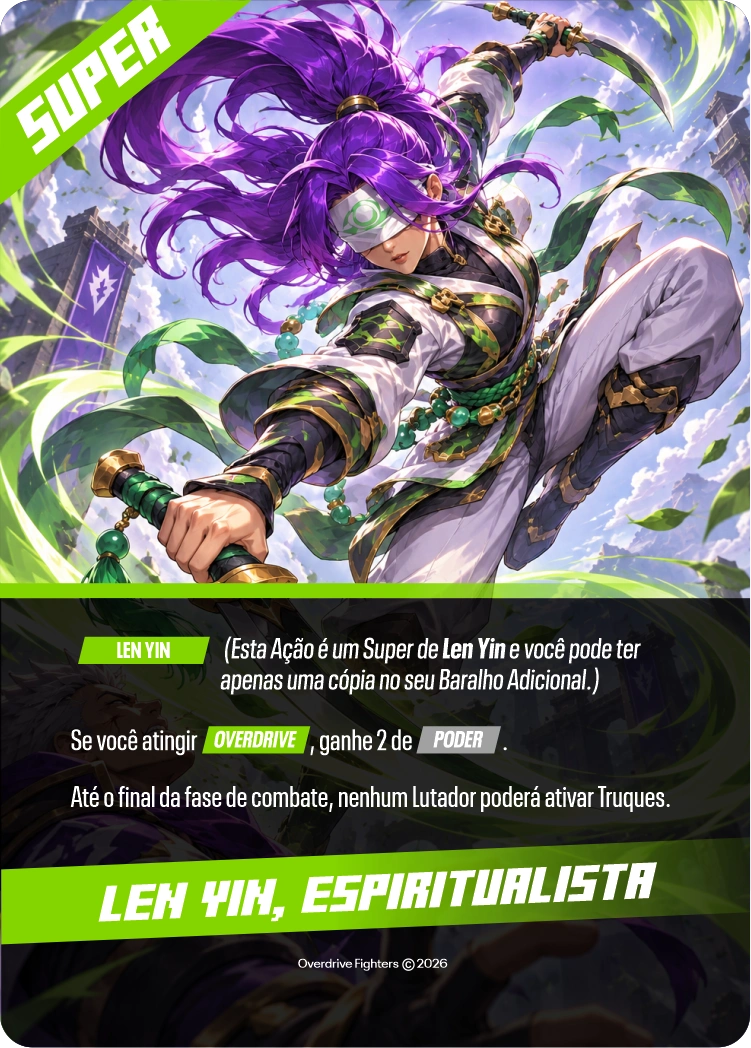 SUPER
LEN YIN (Esta Ação é um Super de Len Yin e você pode ter
apenas uma cópia no seu Baralho Adicional.)
Se você atingir OVERDRIVE, ganhe 2 de PODER.
Até o final da fase de combate, nenhum Lutador poderá ativar Truques.
LEN YIN, ESPIRITUALISTA
Overdrive Fighters © 2026